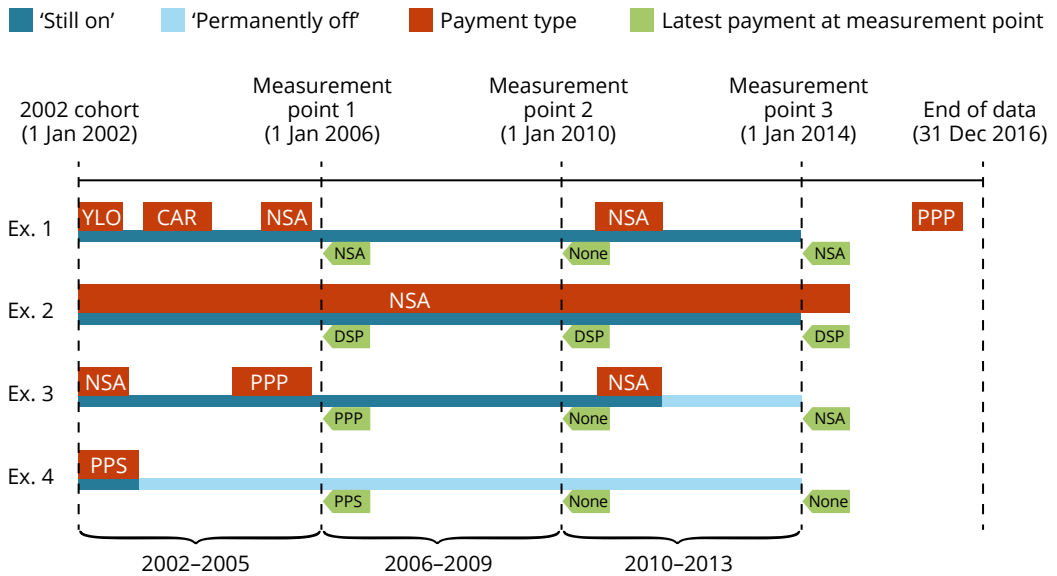 ‘Still on’ ‘Permanently off’ Payment type Latest payment at measurement point
2002 cohort
(1 Jan 2002)
Measurement
point 1
(1 Jan 2006)
Measurement
point 2
(1 Jan 2010)
Measurement
point 3
(1 Jan 2014)
End of data
(31 Dec 2016)
Ex. 1
YLO CAR NSA NSA PPP
NSA None NSA
Ex. 2
NSA
DSP DSP DSP
Ex. 3
NSA PPP NSA
PPP None NSA
Ex. 4
PPS
PPS None None
2002–2005 2006–2009 2010–2013